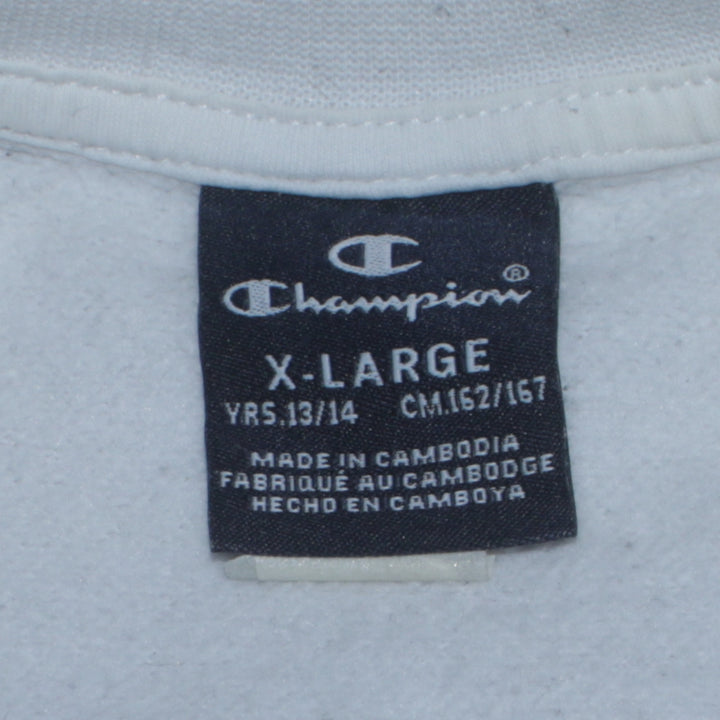 Champion®
X-LARGE
YRS.13/14 CM.162/167
MADE IN CAMBODIA
FABRIQUÉ AU CAMBODGE
HECHO EN CAMBOYA